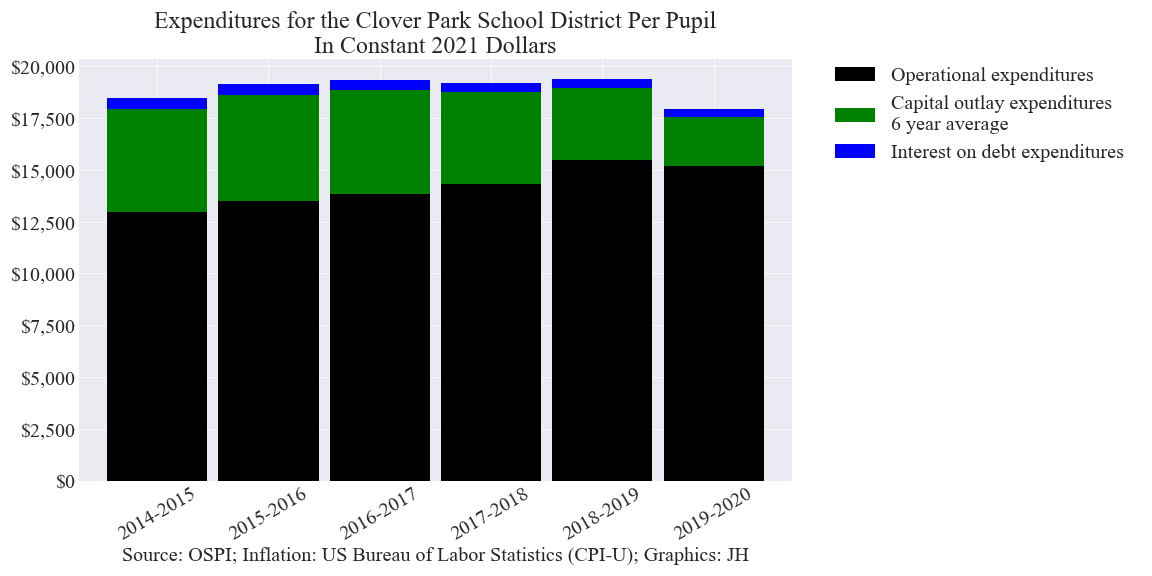 Expenditures for the Clover Park School District Per Pupil
In Constant 2021 Dollars
$20,000
$17,500
$15,000
$12,500
$10,000
$7,500
$5,000
$2,500
$0
2014-2015
2015-2016
2016-2017
2017-2018
2018-2019
2019-2020
Operational expenditures
Capital outlay expenditures
6 year average
Interest on debt expenditures
Source: OSPI; Inflation: US Bureau of Labor Statistics (CPI-U); Graphics: JH